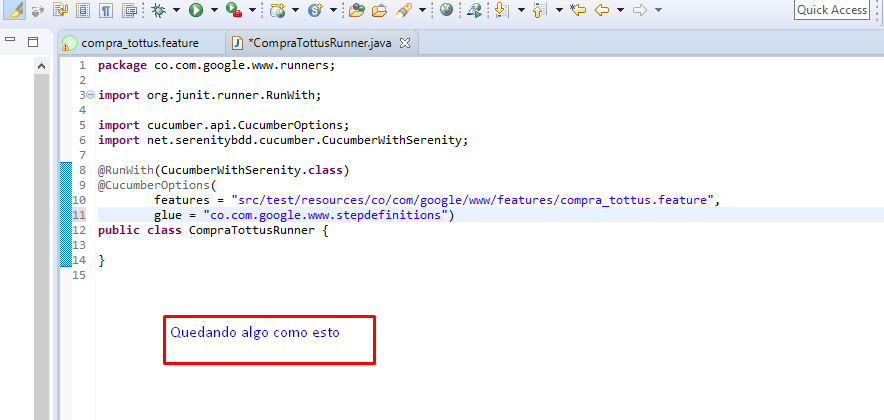 Quick Access
compra_tottus.feature
*CompraTottusRunner.java
1 package co.com.google.www.runners;
2
3 import org.junit.runner.RunWith;
4
5 import cucumber.api.CucumberOptions;
6 import net.serenitybdd.cucumber.CucumberWithSerenity;
7
8 @RunWith(CucumberWithSerenity.class)
9 @CucumberOptions(
10 features = "src/test/resources/co/com/google/www/features/compra_tottus.feature",
11 glue = "co.com.google.www.stepdefinitions")
12 public class CompraTottusRunner {
13
14 }
15
Quedando algo como esto